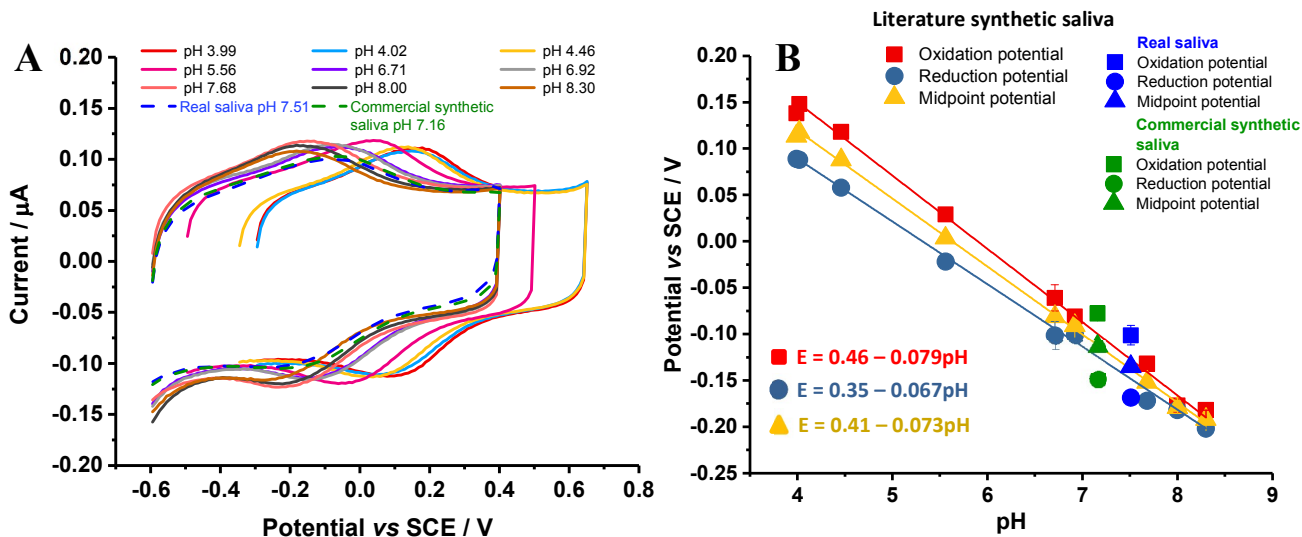 A
pH 3.99 pH 4.02 pH 4.46
pH 5.56 pH 6.71 pH 6.92
pH 7.68 pH 8.00 pH 8.30
Real saliva pH 7.51 Commercial synthetic
saliva pH 7.16
0.20
0.15
0.10
0.05
0.00
-0.05
-0.10
-0.15
-0.20
Current / μA
-0.6 -0.4 -0.2 0.0 0.2 0.4 0.6 0.8
Potential vs SCE / V
Literature synthetic saliva
B
Oxidation potential
Reduction potential
Midpoint potential
Real saliva
Oxidation potential
Reduction potential
Midpoint potential
Commercial synthetic
saliva
Oxidation potential
Reduction potential
Midpoint potential
E = 0.46 – 0.079pH
E = 0.35 – 0.067pH
E = 0.41 – 0.073pH
0.20
0.15
0.10
0.05
0.00
-0.05
-0.10
-0.15
-0.20
-0.25
Potential vs SCE / V
4 5 6 7 8 9
pH